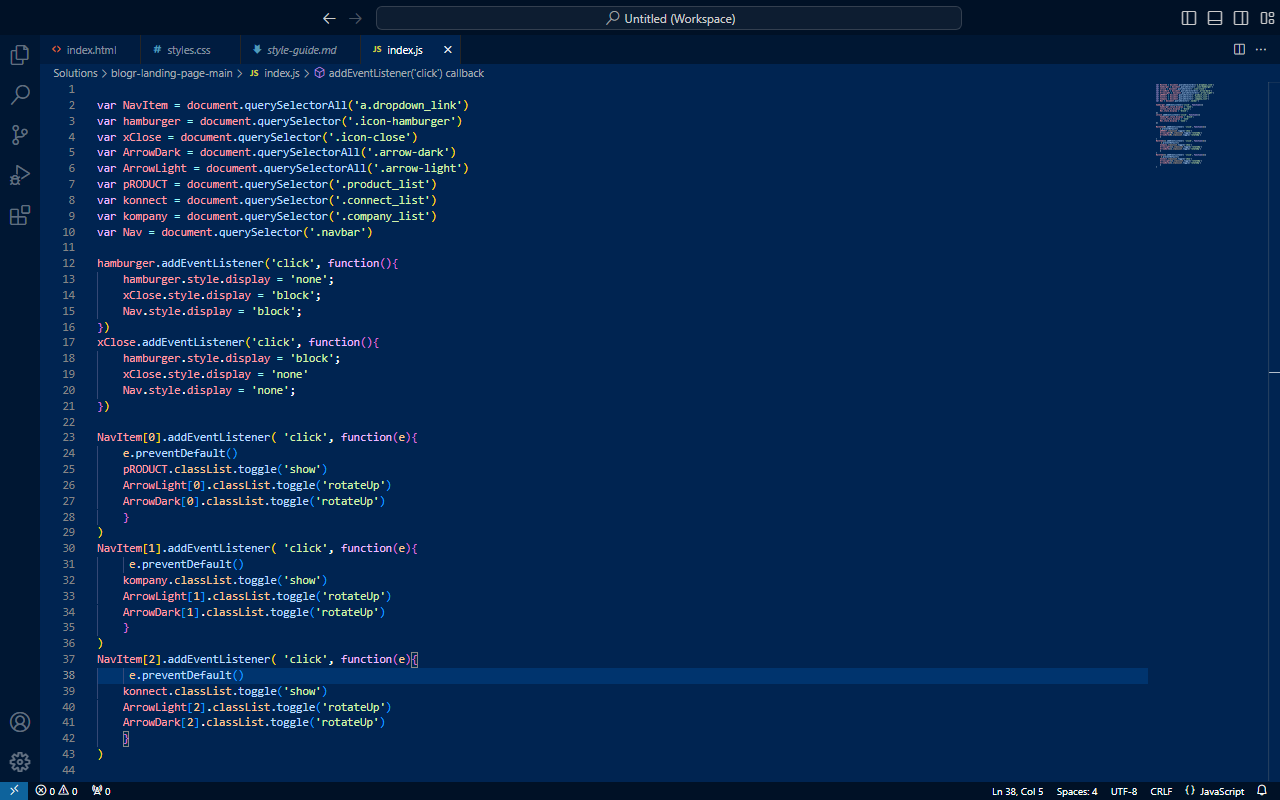 Untitled (Workspace)
index.html
styles.css
style-guide.md
JS index.js
Solutions > blogr-landing-page-main > JS index.js > addEventListener('click') callback
1
2 var NavItem = document.querySelectorAll('a.dropdown_link')
3 var hamburger = document.querySelector('.icon-hamburger')
4 var xClose = document.querySelector('.icon-close')
5 var ArrowDark = document.querySelectorAll('.arrow-dark')
6 var ArrowLight = document.querySelectorAll('.arrow-light')
7 var pRODUCT = document.querySelector('.product_list')
8 var konnect = document.querySelector('.connect_list')
9 var kompany = document.querySelector('.company_list')
10 var Nav = document.querySelector('.navbar')
11
12 hamburger.addEventListener('click', function(){
13     hamburger.style.display = 'none';
14     xClose.style.display = 'block';
15     Nav.style.display = 'block';
16 })
17 xClose.addEventListener('click', function(){
18     hamburger.style.display = 'block';
19     xClose.style.display = 'none'
20     Nav.style.display = 'none';
21 })
22
23 NavItem[0].addEventListener( 'click', function(e){
24     e.preventDefault()
25     pRODUCT.classList.toggle('show')
26     ArrowLight[0].classList.toggle('rotateUp')
27     ArrowDark[0].classList.toggle('rotateUp')
28     }
29 )
30 NavItem[1].addEventListener( 'click', function(e){
31      e.preventDefault()
32     kompany.classList.toggle('show')
33     ArrowLight[1].classList.toggle('rotateUp')
34     ArrowDark[1].classList.toggle('rotateUp')
35     }
36 )
37 NavItem[2].addEventListener( 'click', function(e){
38      e.preventDefault()
39     konnect.classList.toggle('show')
40     ArrowLight[2].classList.toggle('rotateUp')
41     ArrowDark[2].classList.toggle('rotateUp')
42     }
43 )
44
0 0 0 Ln 38, Col 5 Spaces: 4 UTF-8 CRLF {} JavaScript